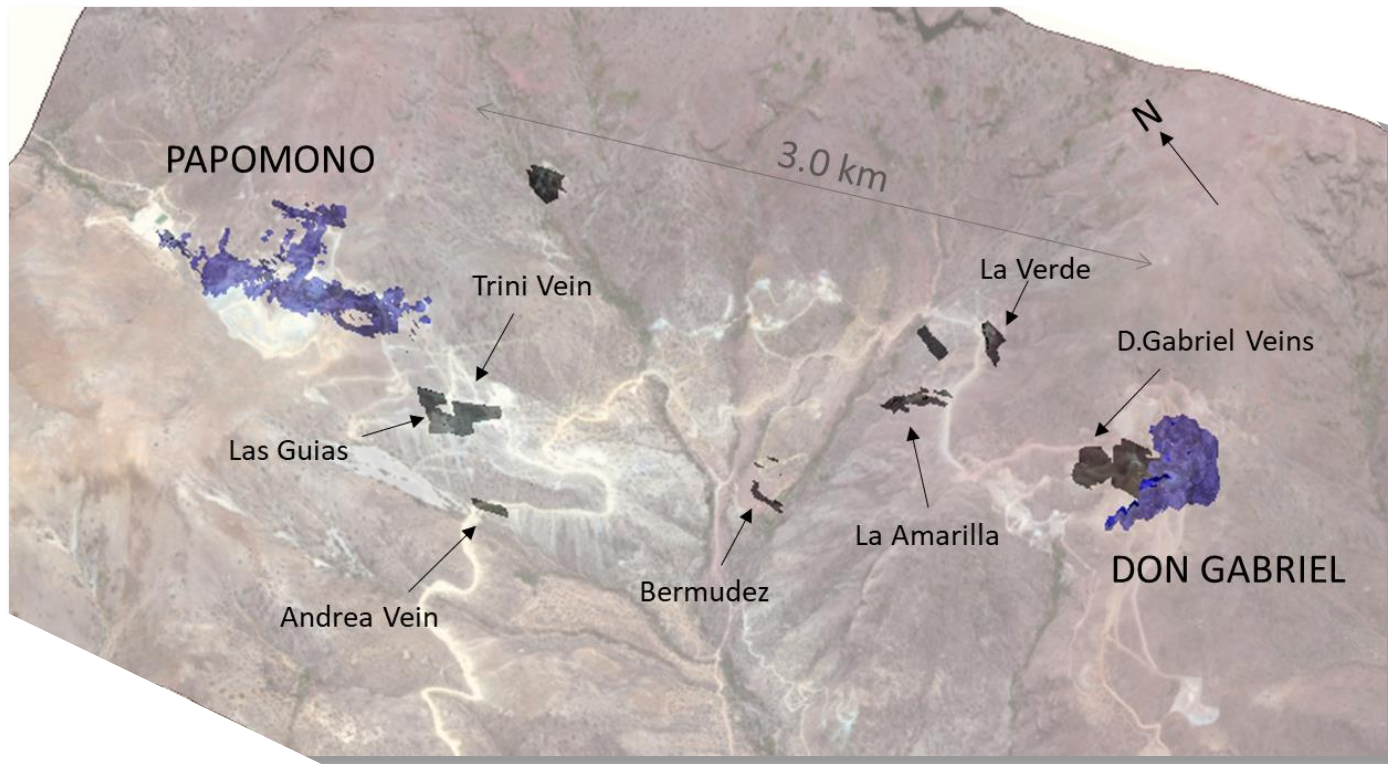 N
PAPOMONO
3.0 km
La Verde
Trini Vein
D.Gabriel Veins
Las Guias
La Amarilla
DON GABRIEL
Bermudez
Andrea Vein